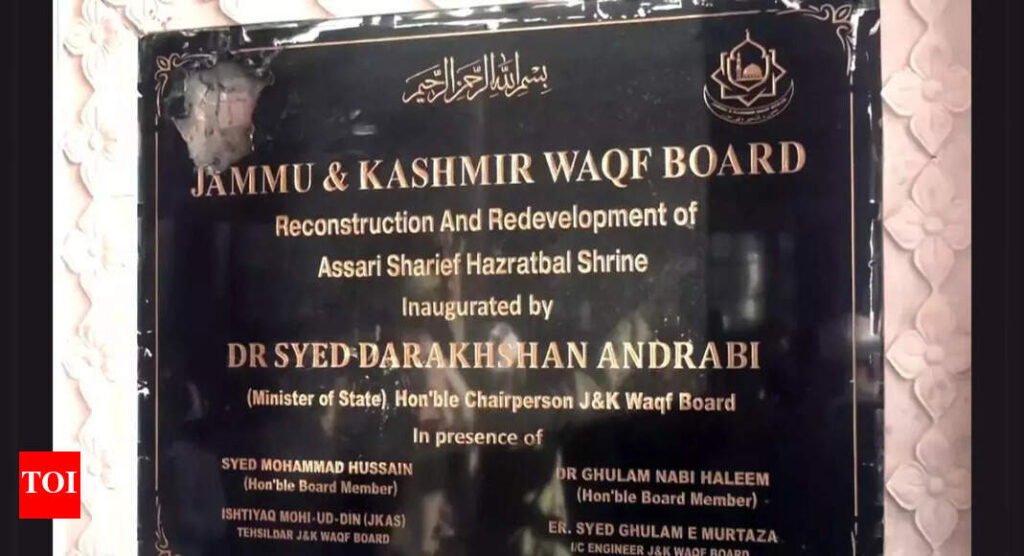 بسم الله الرحمن الرحيم
JAMMU & KASHMIR WAQF BOARD
Reconstruction And Redevelopment of
Assari Sharief Hazratbal Shrine
Inaugurated by
DR SYED DARAKHSHAN ANDRABI
(Minister of State) Hon'ble Chairperson J&K Waqf Board
In presence of
SYED MOHAMMAD HUSSAIN
(Hon'ble Board Member)
DR GHULAM NABI HALEEM
(Hon'ble Board Member)
ISHTIYAQ MOHI-UD-DIN (JKAS)
TEHSILDAR J&K WAQF BOARD
ER. SYED GHULAM E MURTAZA
I/C ENGINEER J&K WAQF BOARD
TOI